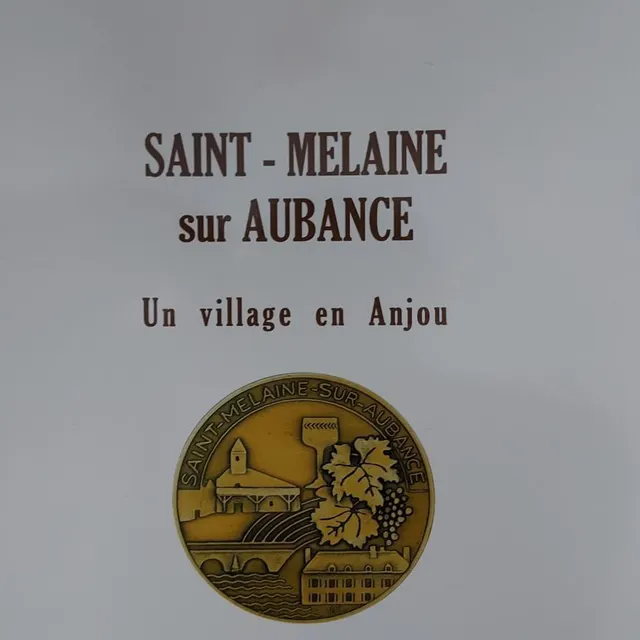 SAINT - MELAINE
sur AUBANCE
Un village en Anjou
SAINT-MELAINE-SUR-AUBANCE